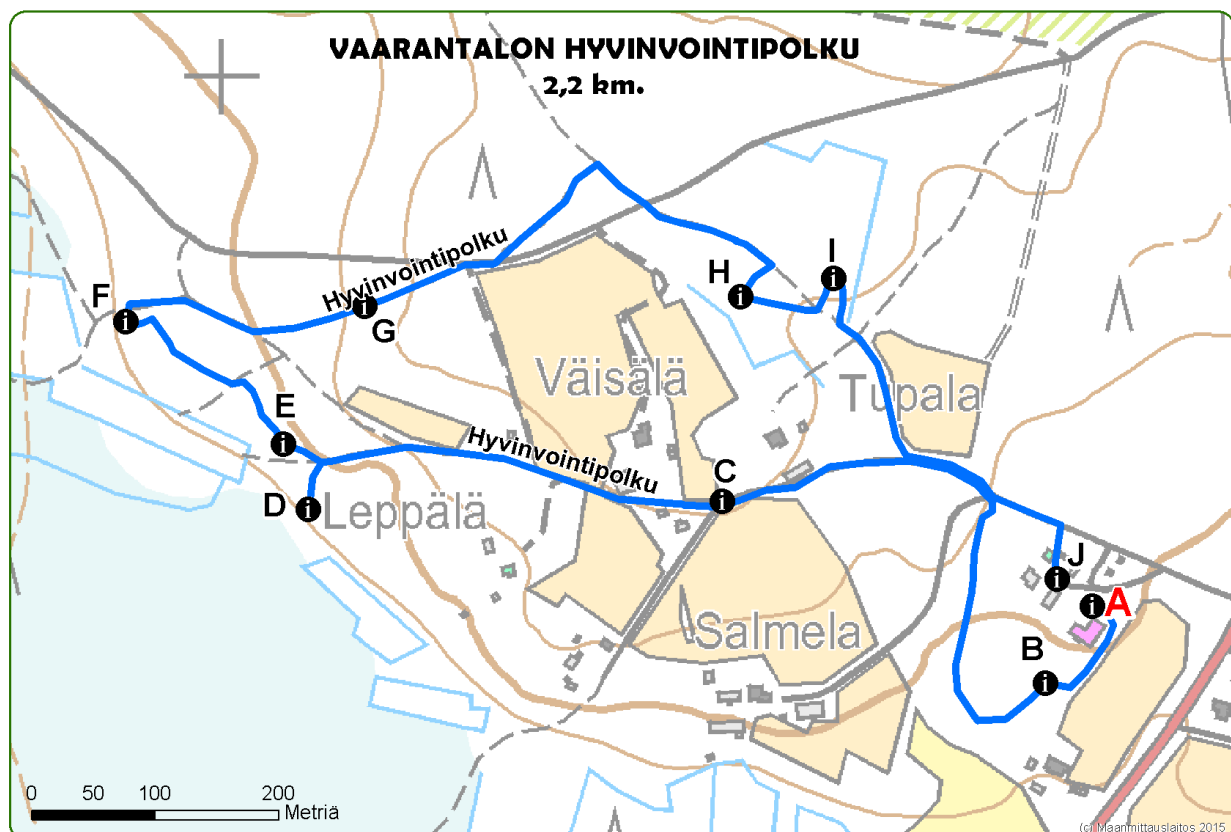 VAARANTALON HYVINVOINTIPOLKU
2,2 km.
Hyvinvointipolku
F
G
H
I
Väisälä
Tupala
E
Hyvinvointipolku
C
D
Leppälä
J
A
Salmela
B
0 50 100 200
Metriä
(c) Maanmittauslaitos 2015